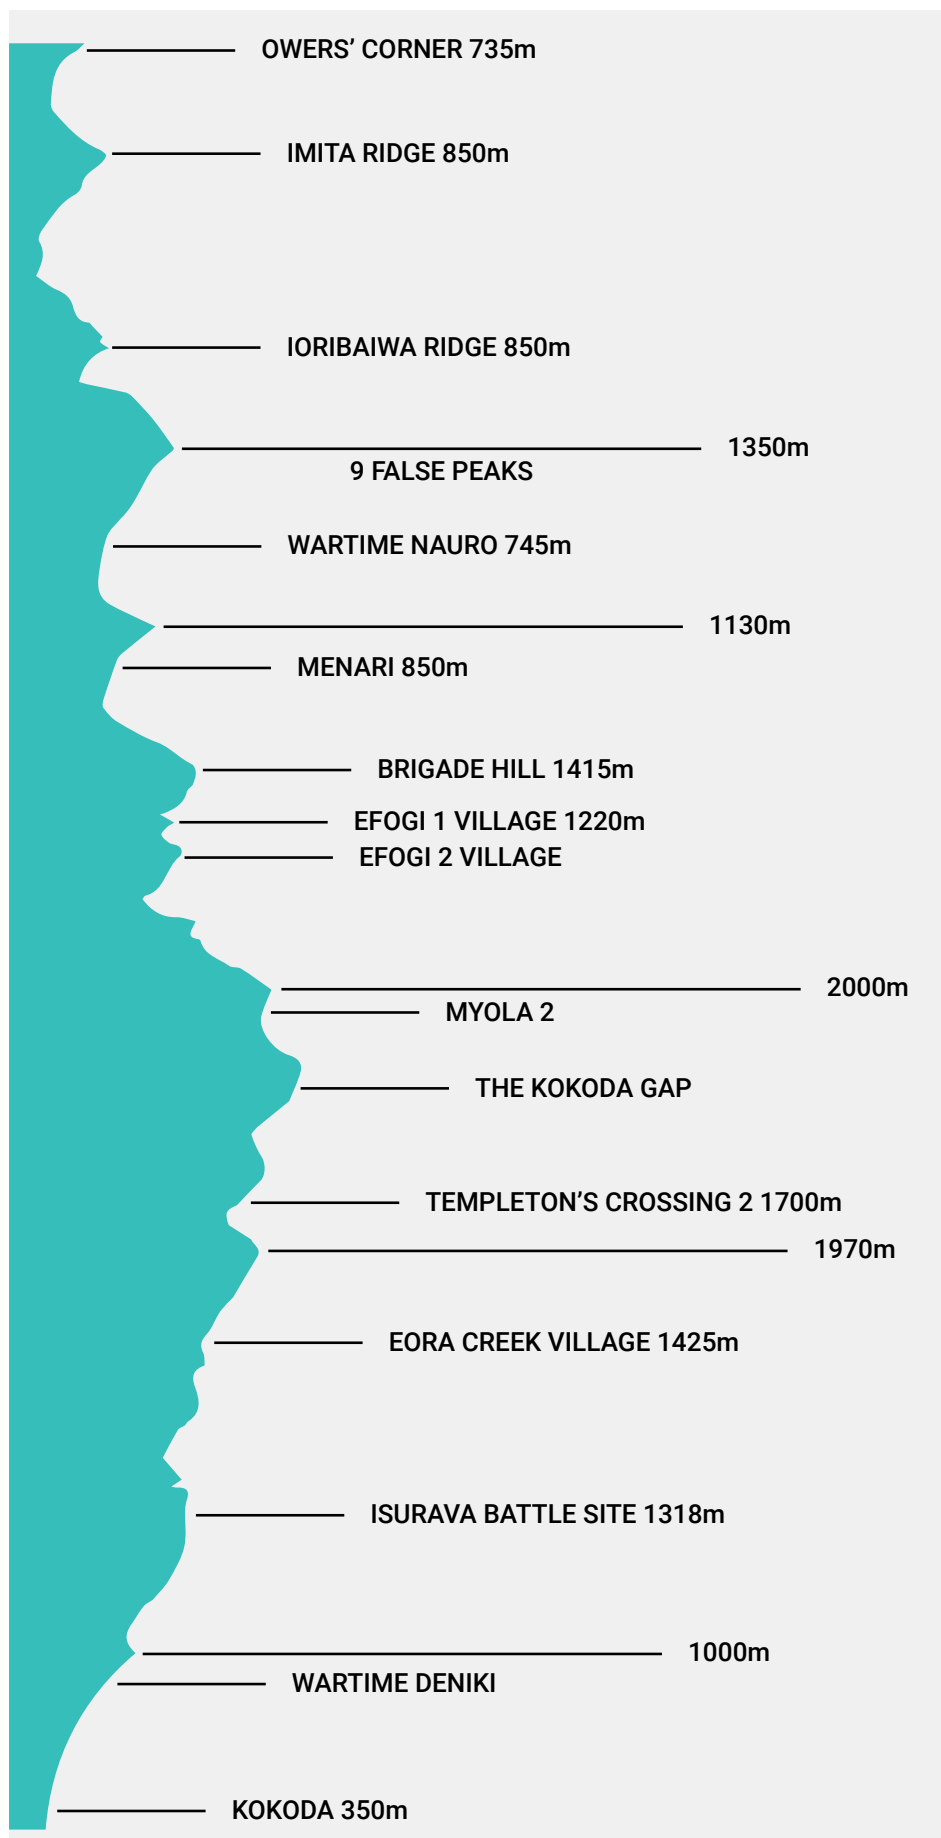 OWERS’ CORNER 735m
IMITA RIDGE 850m
IORIBAIWA RIDGE 850m
1350m
9 FALSE PEAKS
WARTIME NAURO 745m
1130m
MENARI 850m
BRIGADE HILL 1415m
EFOGI 1 VILLAGE 1220m
EFOGI 2 VILLAGE
2000m
MYOLA 2
THE KOKODA GAP
TEMPLETON’S CROSSING 2 1700m
1970m
EORA CREEK VILLAGE 1425m
ISURAVA BATTLE SITE 1318m
1000m
WARTIME DENIKI
KOKODA 350m